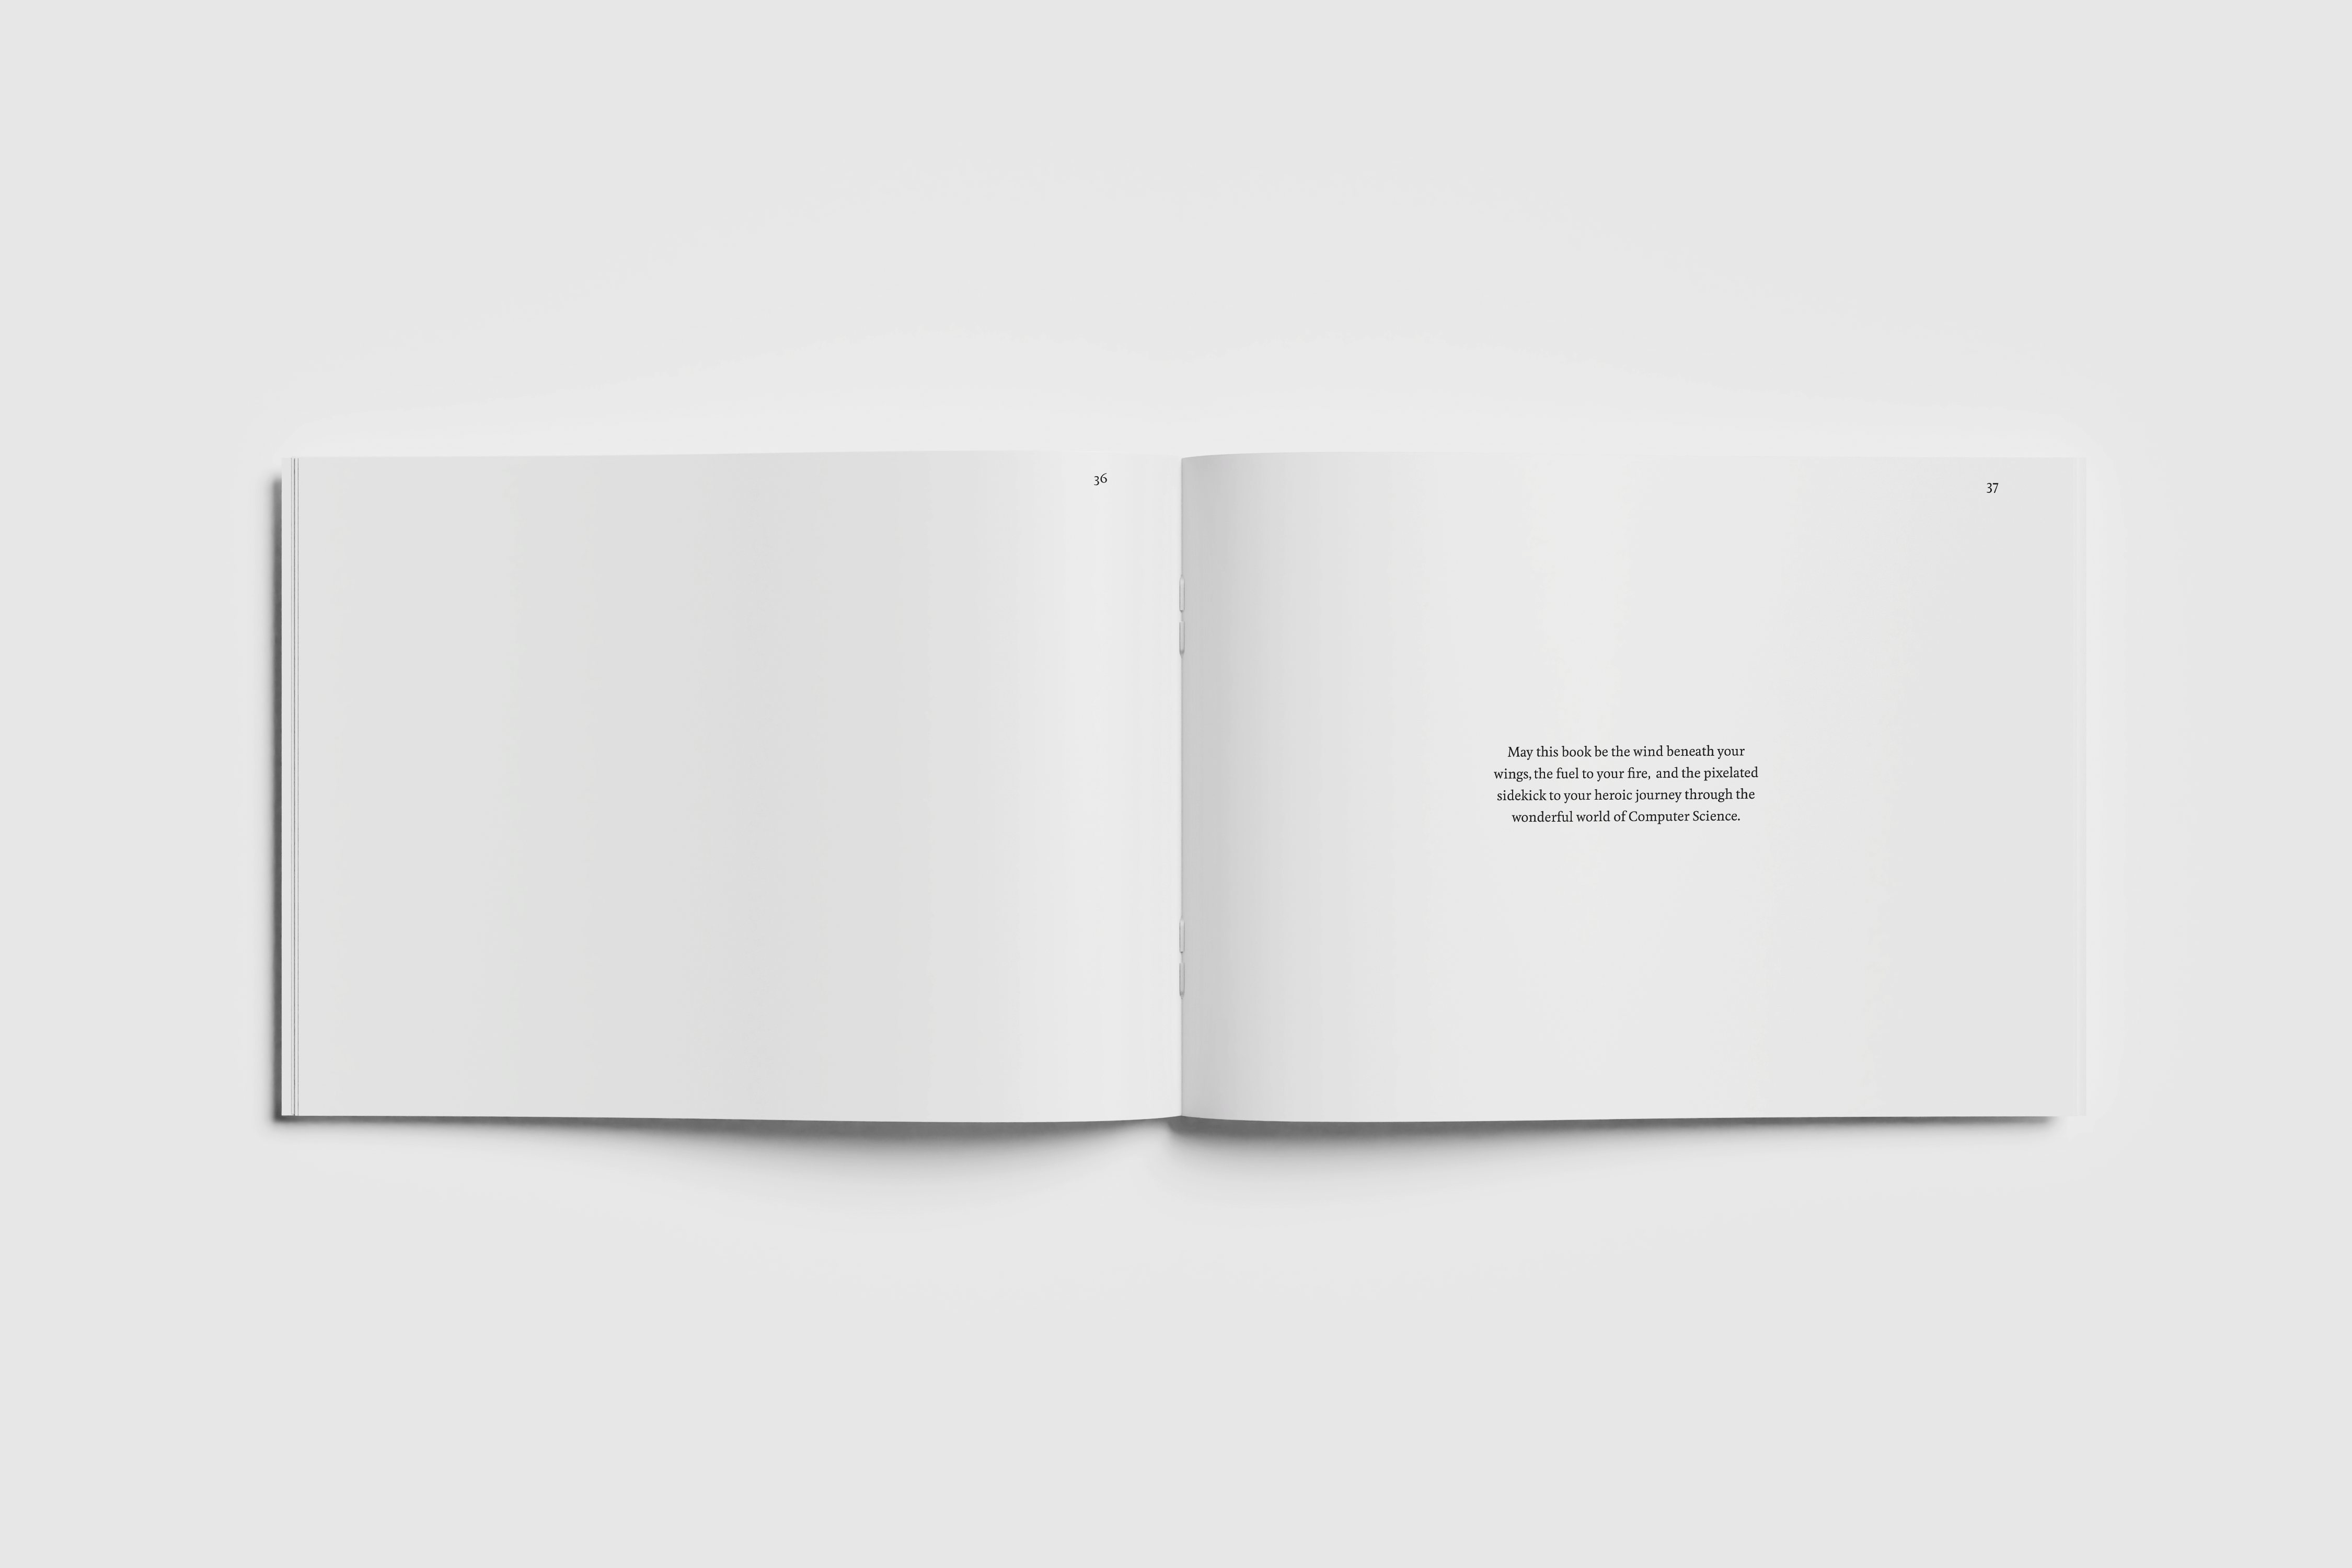 36
37
May this book be the wind beneath your
wings, the fuel to your fire, and the pixelated
sidekick to your heroic journey through the
wonderful world of Computer Science.